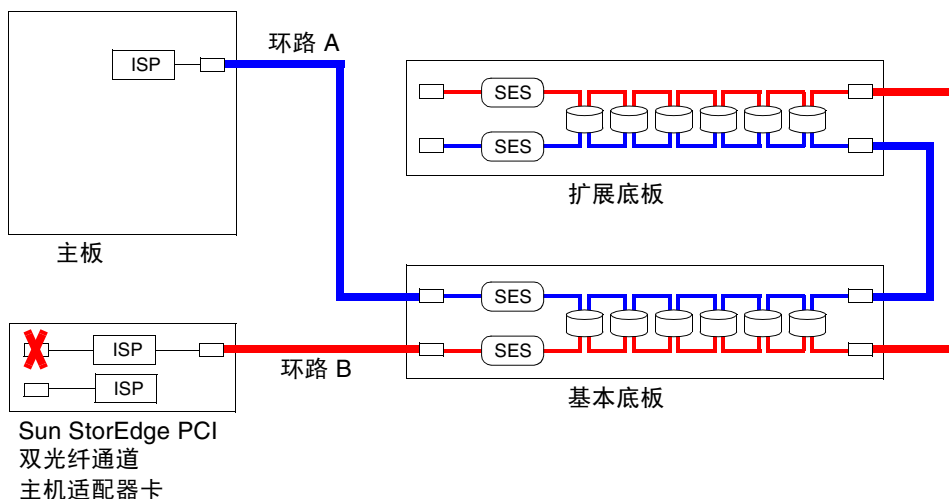 环路 A
ISP
SES
SES
扩展底板
主板
SES
ISP
SES
环路 B
ISP
基本底板
Sun StorEdge PCI
双光纤通道
主机适配器卡